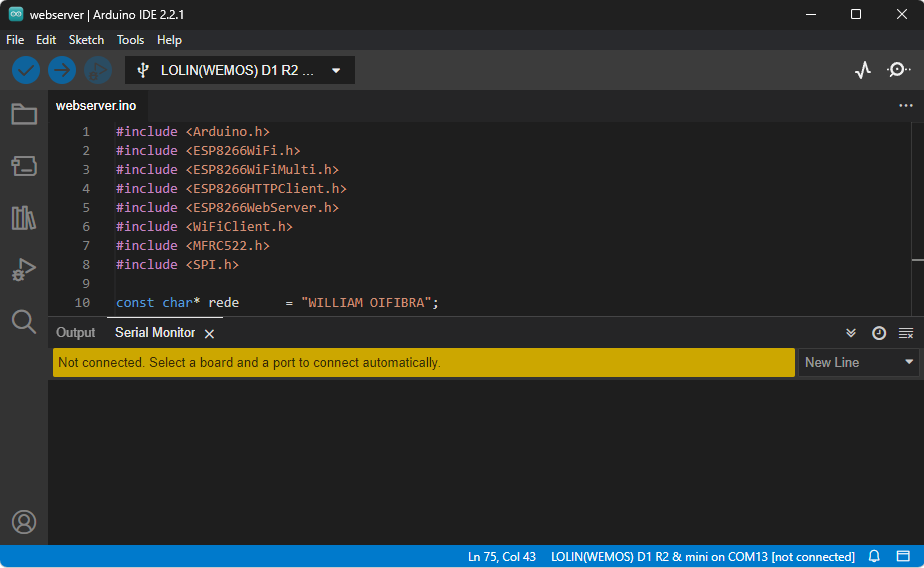 webserver | Arduino IDE 2.2.1
File Edit Sketch Tools Help
LOLIN(WEMOS) D1 R2 ...
webserver.ino
1 #include <Arduino.h>
2 #include <ESP8266WiFi.h>
3 #include <ESP8266WiFiMulti.h>
4 #include <ESP8266HTTPClient.h>
5 #include <ESP8266WebServer.h>
6 #include <WiFiClient.h>
7 #include <MFRC522.h>
8 #include <SPI.h>
9
10 const char* rede      = "WILLIAM OIFIBRA";
Output Serial Monitor
Not connected. Select a board and a port to connect automatically.
New Line
Ln 75, Col 43 LOLIN(WEMOS) D1 R2 & mini on COM13 [not connected]